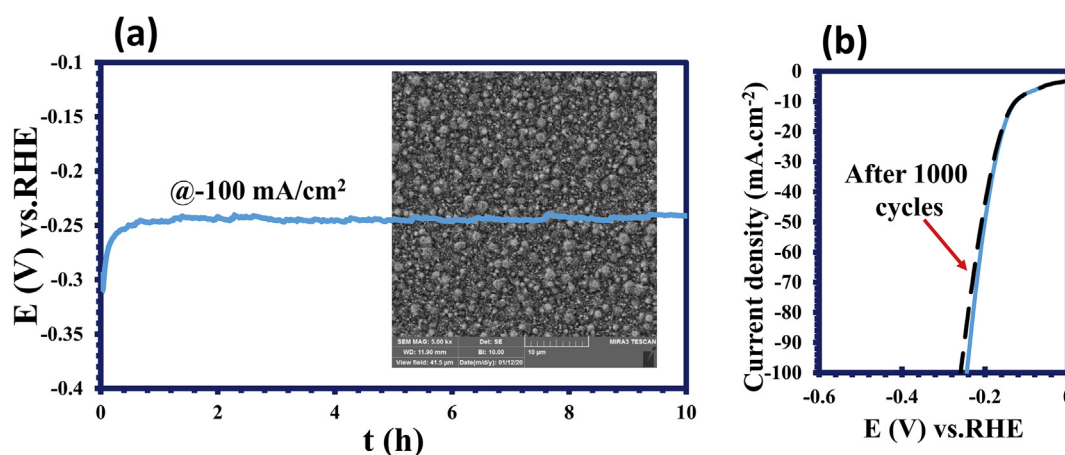 (a)
E (V) vs.RHE
-0.1
-0.15
-0.2
-0.25
-0.3
-0.35
-0.4
@-100 mA/cm²
SEM MAG: 5.00 kx Det: SE MIRA3 TESCAN
WD: 11.90 mm BI: 10.00 10 µm
View field: 41.5 µm Date(m/d/y): 01/12/20
0 2 4 6 8 10
t (h)
(b)
Current density (mA.cm⁻²)
0
-10
-20
-30
-40
-50
-60
-70
-80
-90
-100
After 1000
cycles
-0.6 -0.4 -0.2 0
E (V) vs.RHE